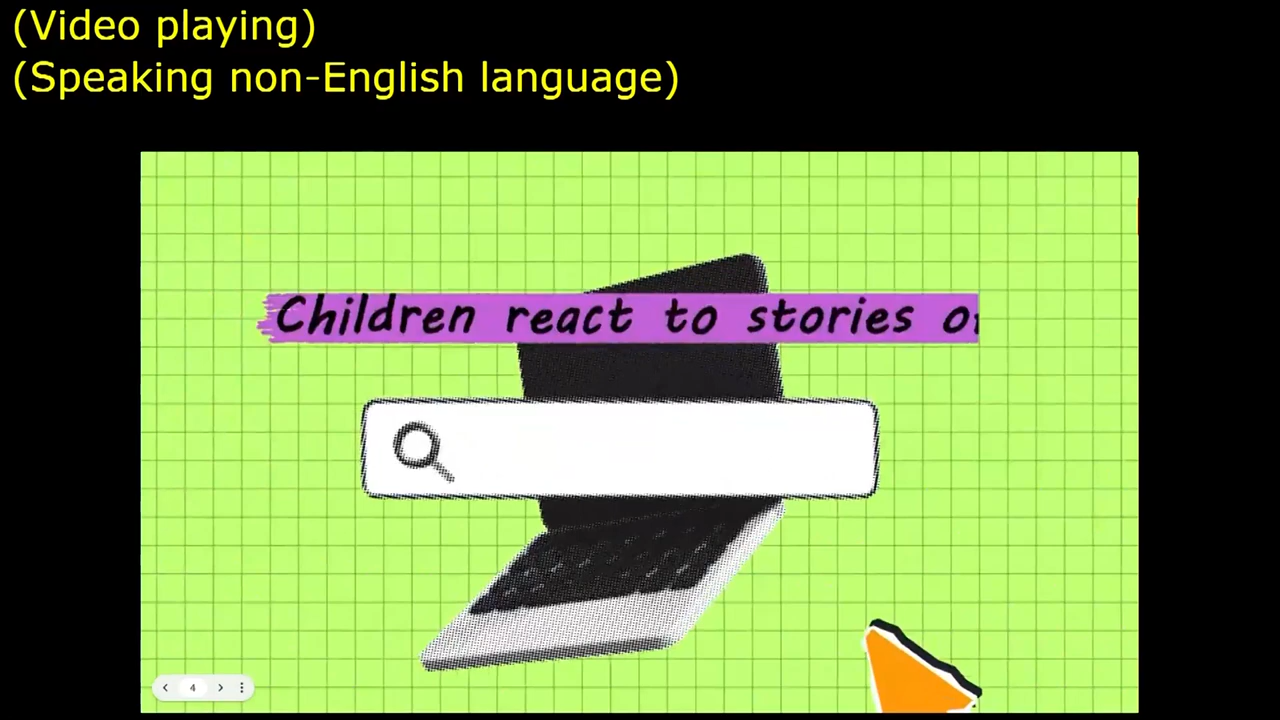 (Video playing)
(Speaking non-English language)
Children react to stories
4